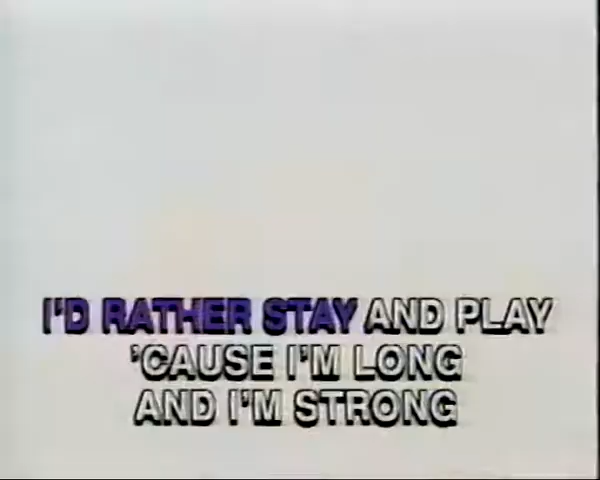 I'D RATHER STAY AND PLAY
'CAUSE I'M LONG
AND I'M STRONG